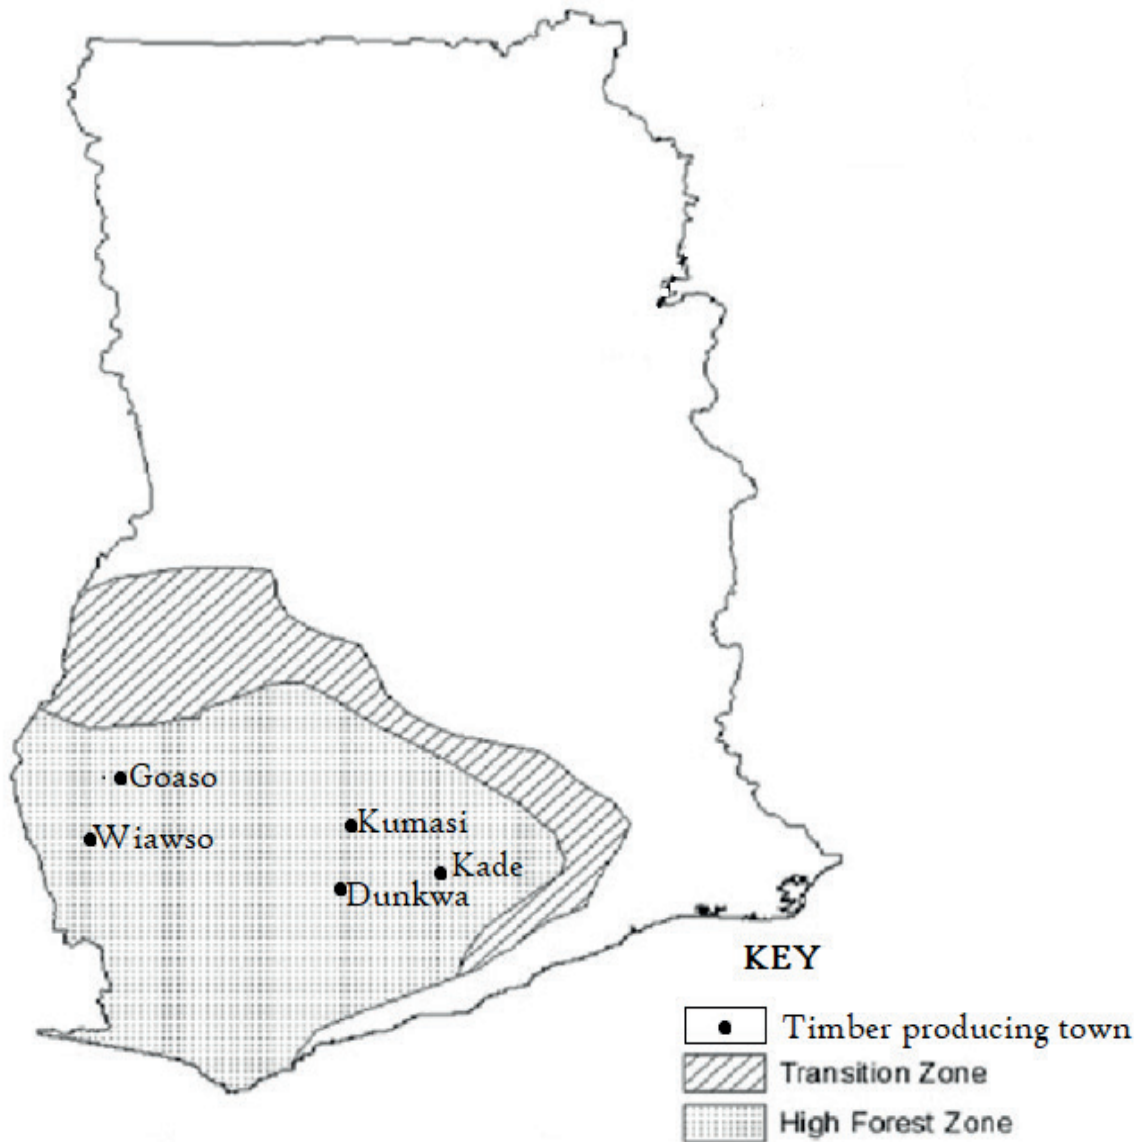 Goaso
Wiawso
Kumasi
Kade
Dunkwa
KEY
Timber producing town
Transition Zone
High Forest Zone